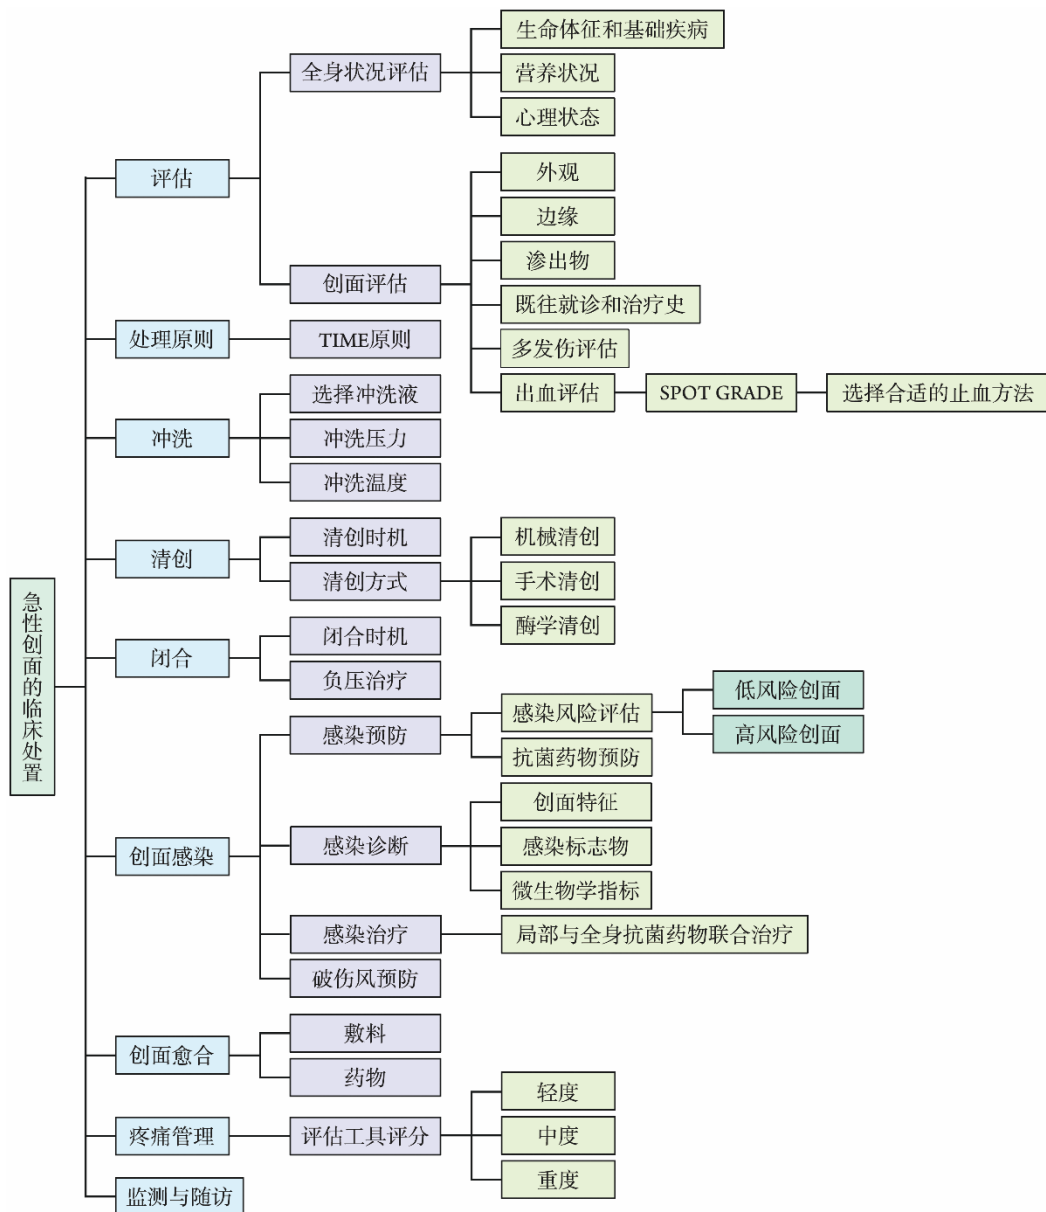 急性创面的临床处置
评估
全身状况评估
生命体征和基础疾病
营养状况
心理状态
创面评估
外观
边缘
渗出物
既往就诊和治疗史
多发伤评估
出血评估
SPOT GRADE
选择合适的止血方法
处理原则
TIME原则
冲洗
选择冲洗液
冲洗压力
冲洗温度
清创
清创时机
清创方式
机械清创
手术清创
酶学清创
闭合
闭合时机
负压治疗
创面感染
感染预防
感染风险评估
低风险创面
高风险创面
抗菌药物预防
感染诊断
创面特征
感染标志物
微生物学指标
感染治疗
局部与全身抗菌药物联合治疗
破伤风预防
创面愈合
敷料
药物
疼痛管理
评估工具评分
轻度
中度
重度
监测与随访